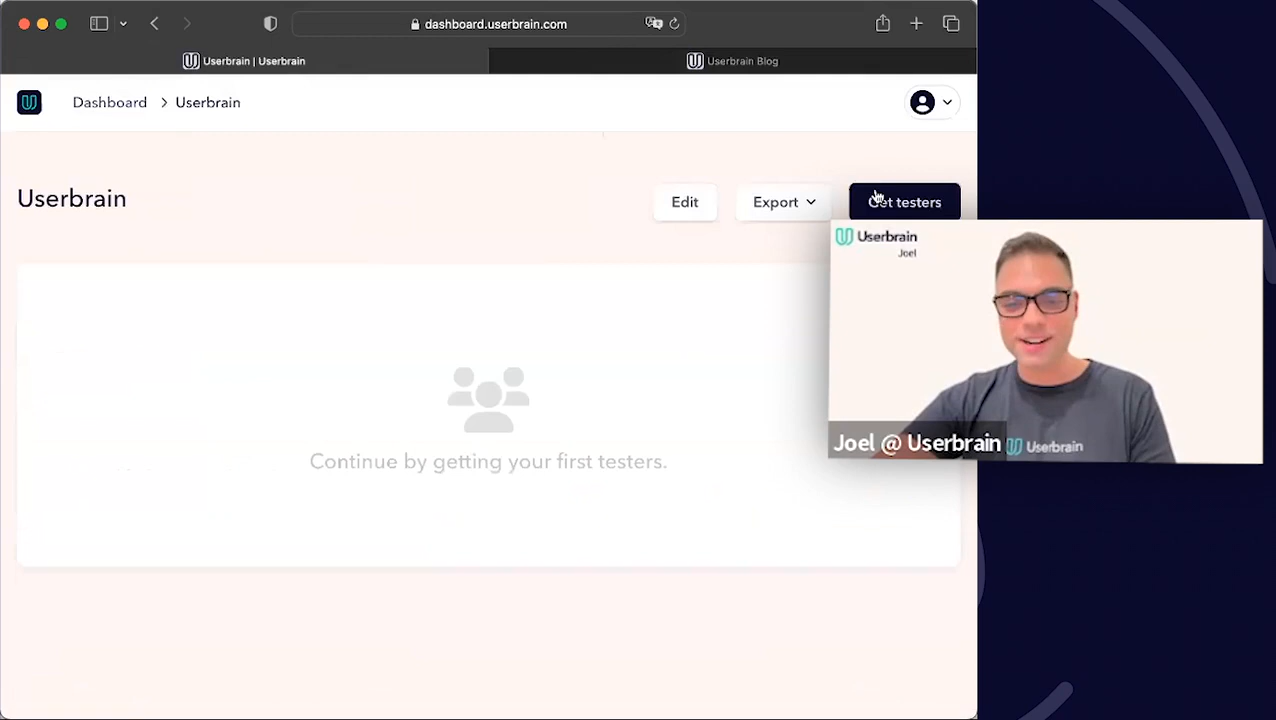 dashboard.userbrain.com
Userbrain | Userbrain
Userbrain Blog
Dashboard > Userbrain
Userbrain
Edit
Export
Get testers
Userbrain
Joel
Continue by getting your first testers.
Joel @ Userbrain
Userbrain